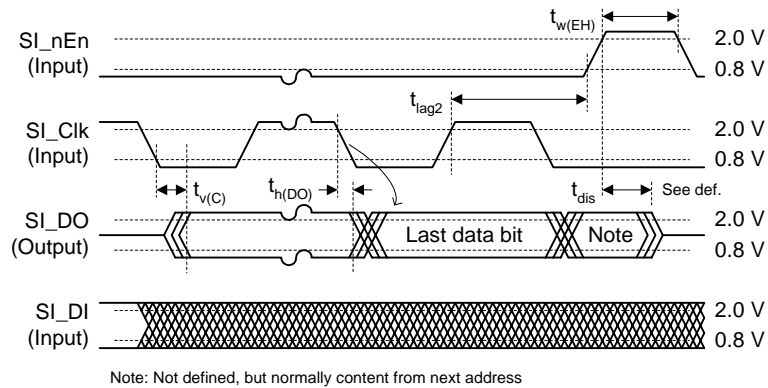 t_w(EH)
SI_nEn
(Input)
2.0 V
0.8 V
t_lag2
SI_Clk
(Input)
2.0 V
0.8 V
t_v(C)
t_h(DO)
t_dis
See def.
SI_DO
(Output)
Last data bit
Note
2.0 V
0.8 V
SI_DI
(Input)
2.0 V
0.8 V
Note: Not defined, but normally content from next address